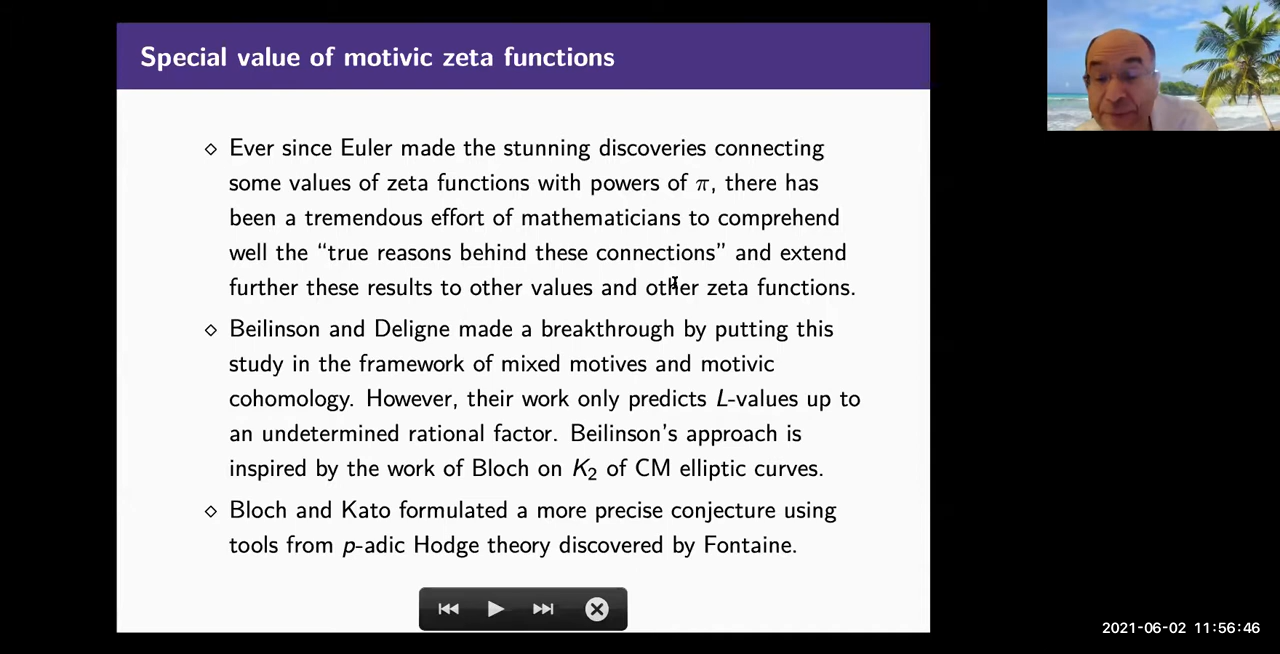 Special value of motivic zeta functions
◇ Ever since Euler made the stunning discoveries connecting
some values of zeta functions with powers of π, there has
been a tremendous effort of mathematicians to comprehend
well the “true reasons behind these connections” and extend
further these results to other values and other zeta functions.
◇ Beilinson and Deligne made a breakthrough by putting this
study in the framework of mixed motives and motivic
cohomology. However, their work only predicts L-values up to
an undetermined rational factor. Beilinson's approach is
inspired by the work of Bloch on K₂ of CM elliptic curves.
◇ Bloch and Kato formulated a more precise conjecture using
tools from p-adic Hodge theory discovered by Fontaine.
2021-06-02 11:56:46